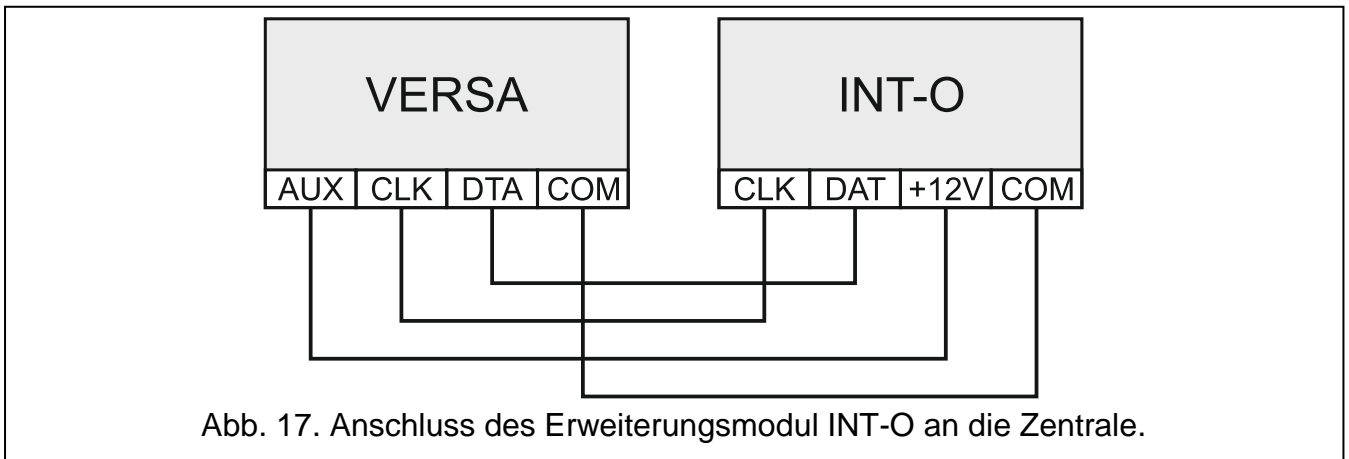 VERSA
INT-O
AUX CLK DTA COM
CLK DAT +12V COM
Abb. 17. Anschluss des Erweiterungsmodul INT-O an die Zentrale.